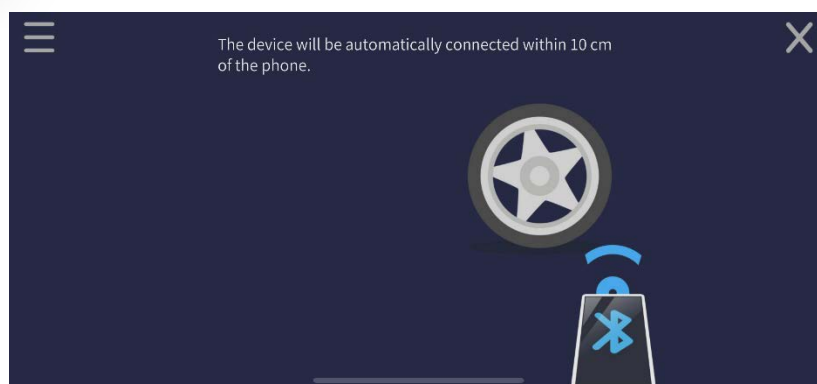 The device will be automatically connected within 10 cm
of the phone.